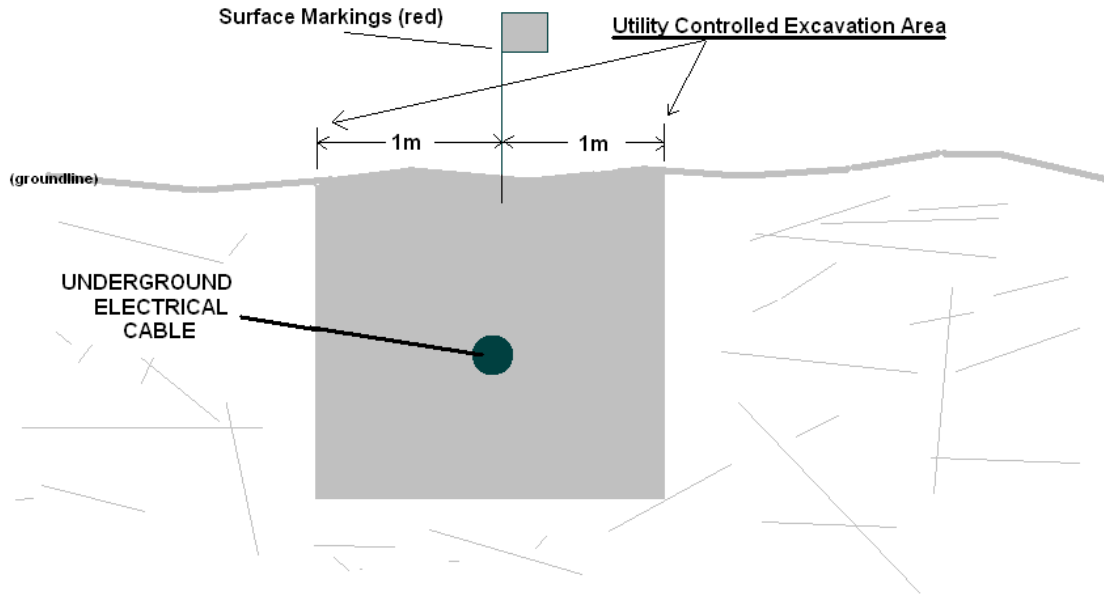 Surface Markings (red)
Utility Controlled Excavation Area
1m
1m
(groundline)
UNDERGROUND
ELECTRICAL
CABLE